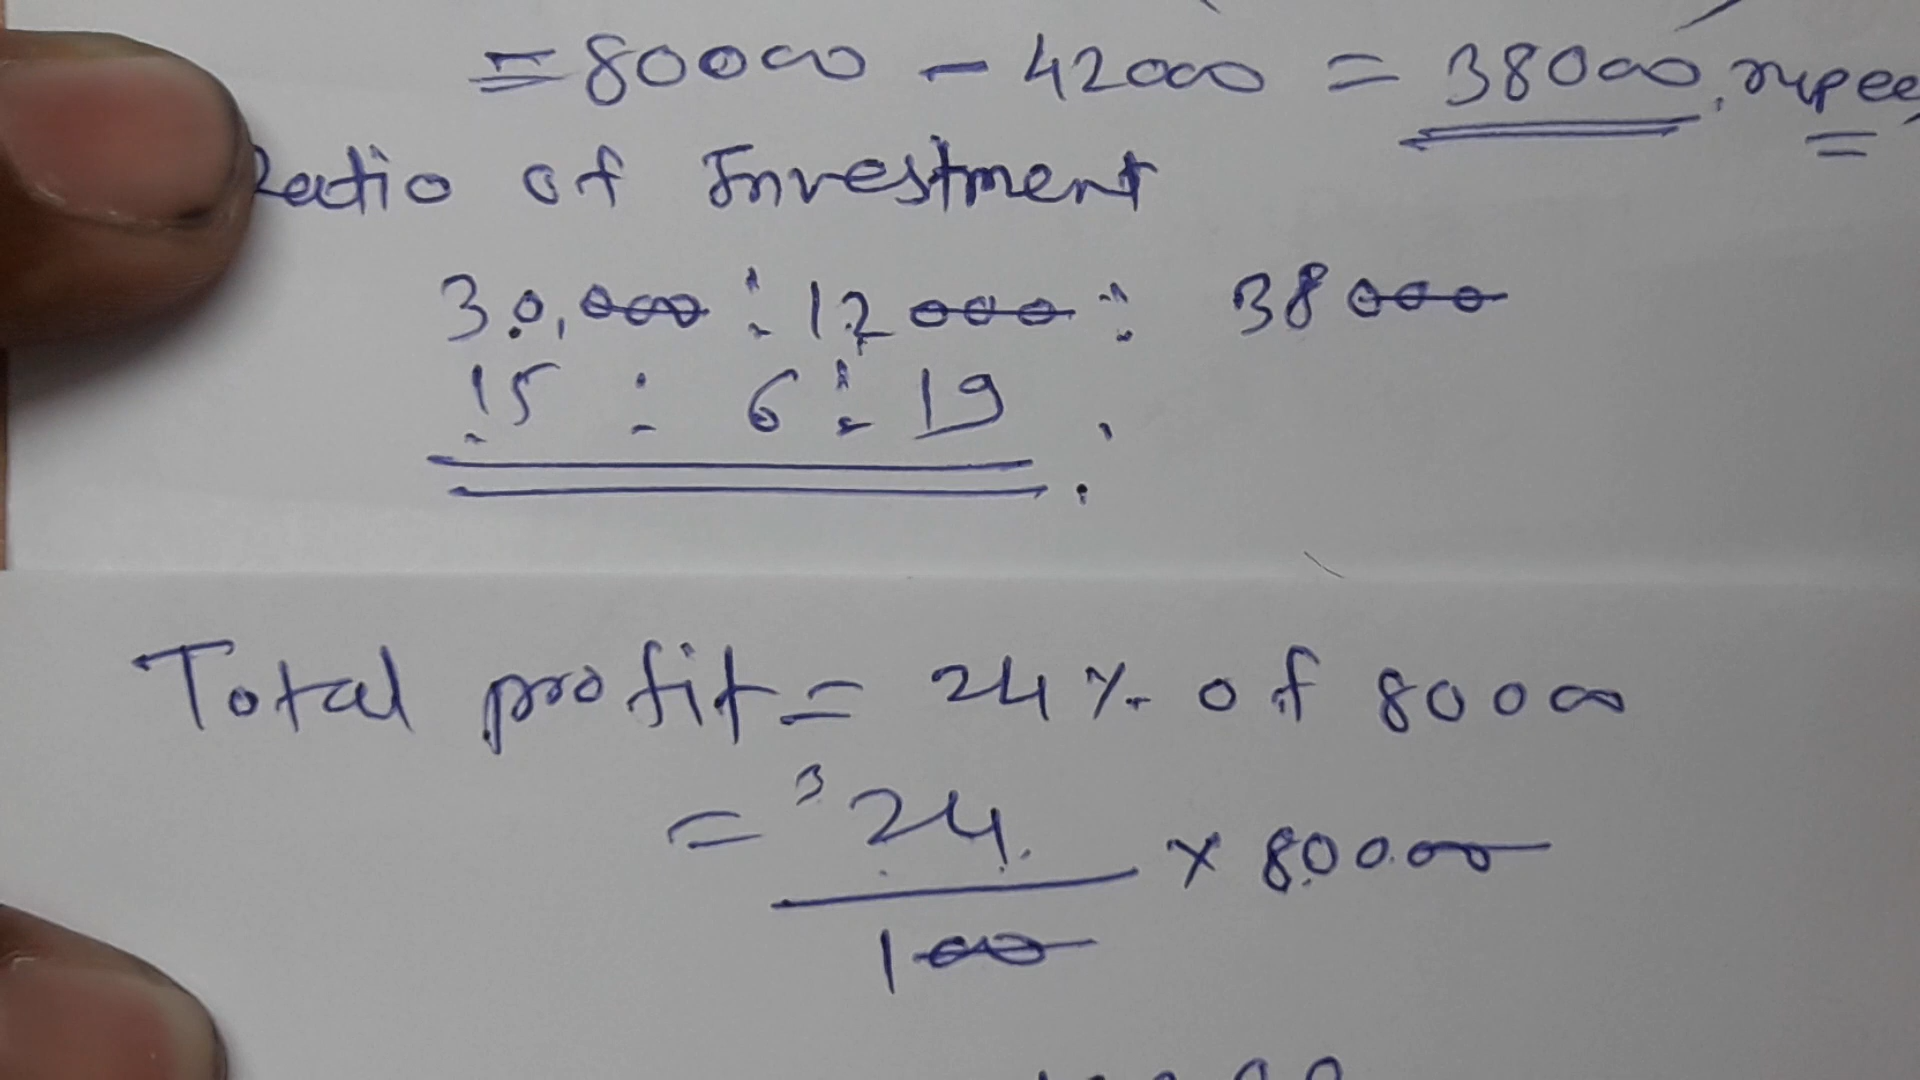 = 80000 - 42000 = 38000 rupee
Ratio of Investment
30,000 : 12000 : 38000
15 : 6 : 19
Total profit = 24% of 80000
= 3 24 x 80000
100